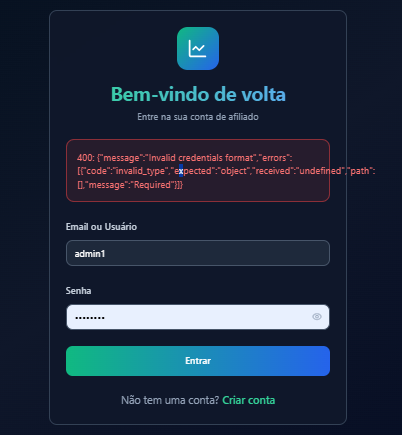 Bem-vindo de volta
Entre na sua conta de afiliado
400: {"message":"Invalid credentials format","errors":
[{"code":"invalid_type","expected":"object","received":"undefined","path":
[],"message":"Required"}]}
Email ou Usuário
admin1
Senha
••••••••
Entrar
Não tem uma conta? Criar conta